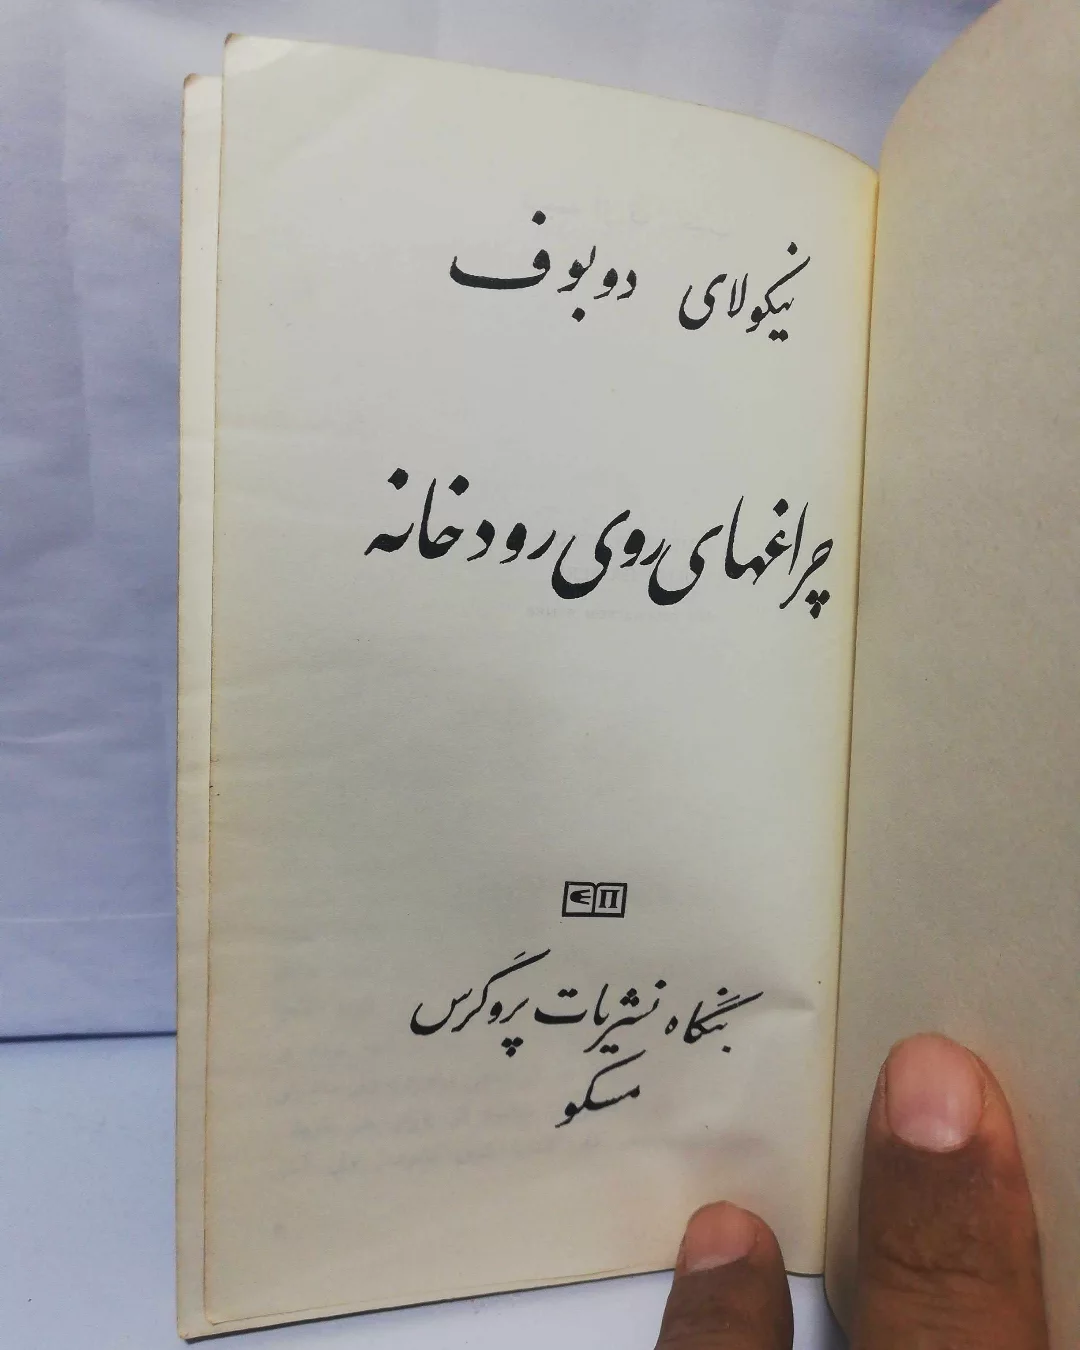 نیکولای دوبوف
چراغهای روی رودخانه
€П
بنگاه نشریات پروگرس
مسکو